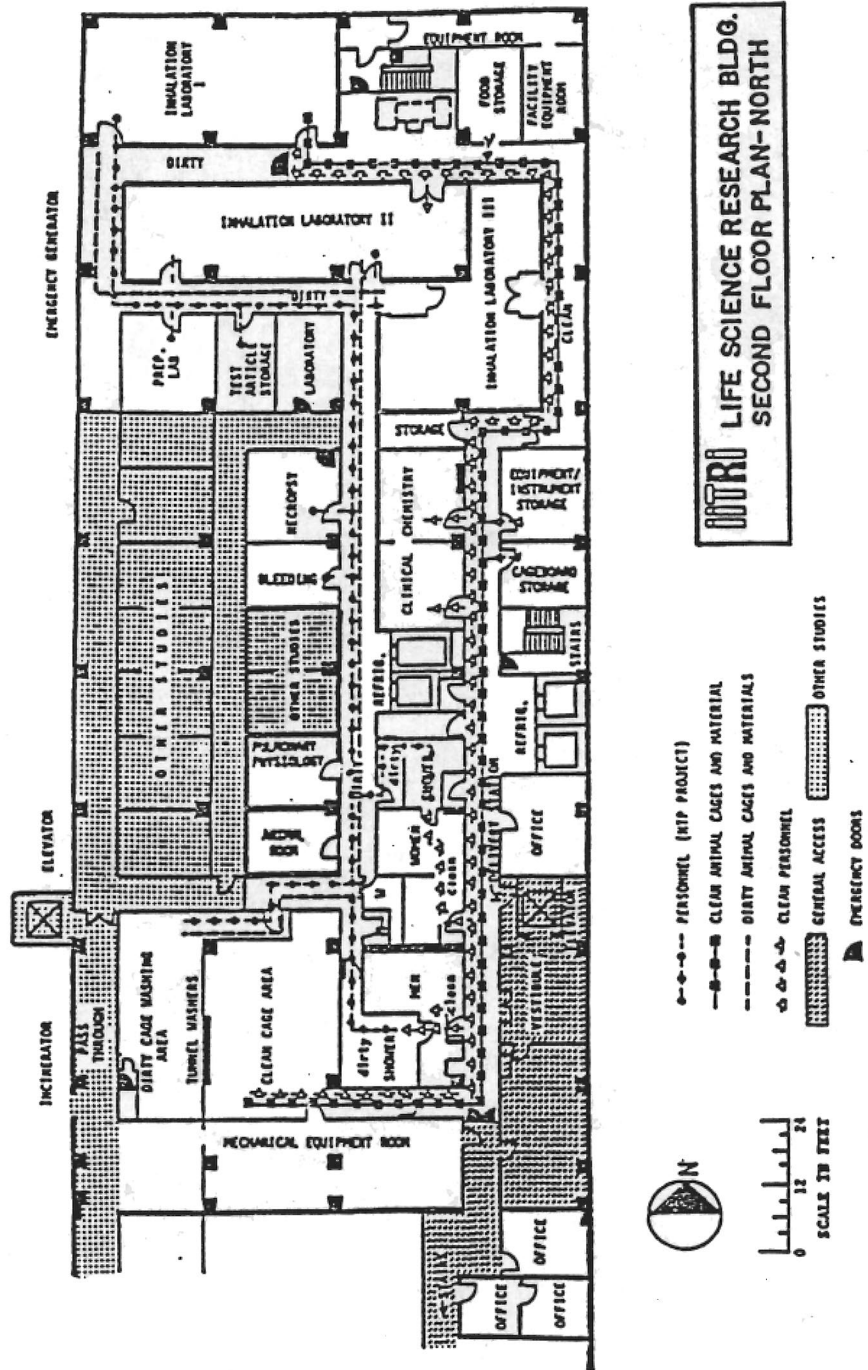 INCINERATOR
ELEVATOR
EMERGENCY GENERATOR
PASS
THROUGH
DIRTY CAGE WASHING
AREA
TUNNEL WASHERS
CLEAN CAGE AREA
MECHANICAL EQUIPMENT ROOM
OTHER STUDIES
ANIMAL
ROOM
PULMONARY
PHYSIOLOGY
OTHER STUDIES
BLEEDING
NECROPSY
PREP.
LAB
TEST
ARTICLE
STORAGE
LABORATORY
INHALATION
LABORATORY
I
DIRTY
INHALATION LABORATORY II
DIRTY
INHALATION LABORATORY III
CLEAN
EQUIPMENT ROOM
FOOD
STORAGE
FACILITY
EQUIPMENT
ROOM
DIRTY
dirty
SHOWER
MEN
clean
W
WOMEN
clean
dirty
SHOWER
REFRIG.
CLINICAL CHEMISTRY
STORAGE
STAIRWAY
OFFICE
OFFICE
OFFICE
VESTIBULE
ELEVATOR
OFFICE
REFRIG.
STAIRS
CAGEBOARD
STORAGE
EQUIPMENT/
INSTRUMENT
STORAGE
N
0 12 24
SCALE IN FEET
PERSONNEL (NTP PROJECT)
CLEAN ANIMAL CAGES AND MATERIAL
DIRTY ANIMAL CAGES AND MATERIALS
CLEAN PERSONNEL
GENERAL ACCESS
OTHER STUDIES
EMERGENCY DOORS
IITRI LIFE SCIENCE RESEARCH BLDG.
SECOND FLOOR PLAN-NORTH